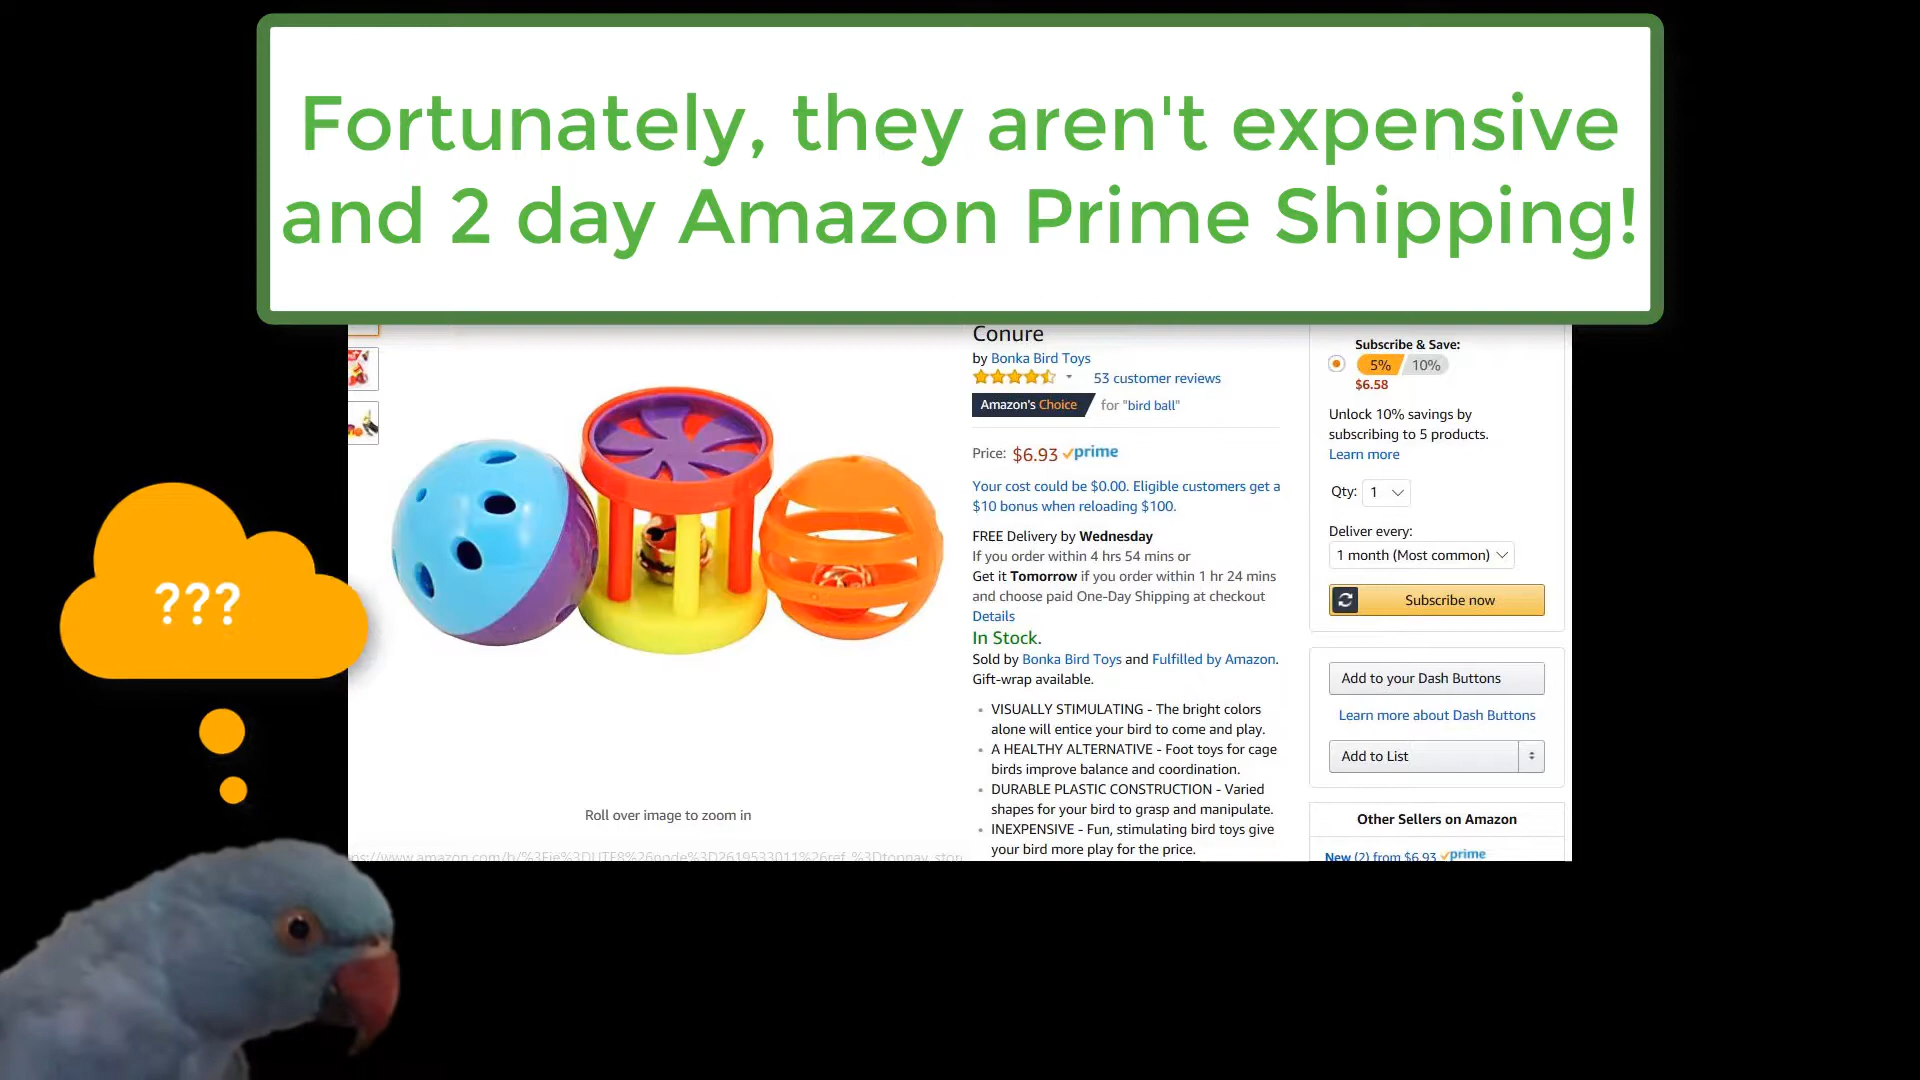 Fortunately, they aren't expensive
and 2 day Amazon Prime Shipping!
???
Roll over image to zoom in
Conure
by Bonka Bird Toys
53 customer reviews
Amazon's Choice for "bird ball"
Price: $6.93 prime
Your cost could be $0.00. Eligible customers get a
$10 bonus when reloading $100.
FREE Delivery by Wednesday
If you order within 4 hrs 54 mins or
Get it Tomorrow if you order within 1 hr 24 mins
and choose paid One-Day Shipping at checkout
Details
In Stock.
Sold by Bonka Bird Toys and Fulfilled by Amazon.
Gift-wrap available.
VISUALLY STIMULATING - The bright colors
alone will entice your bird to come and play.
A HEALTHY ALTERNATIVE - Foot toys for cage
birds improve balance and coordination.
DURABLE PLASTIC CONSTRUCTION - Varied
shapes for your bird to grasp and manipulate.
INEXPENSIVE - Fun, stimulating bird toys give
your bird more play for the price.
Subscribe & Save:
5% 10%
$6.58
Unlock 10% savings by
subscribing to 5 products.
Learn more
Qty: 1
Deliver every:
1 month (Most common)
Subscribe now
Add to your Dash Buttons
Learn more about Dash Buttons
Add to List
Other Sellers on Amazon
New (2) from $6.93 prime